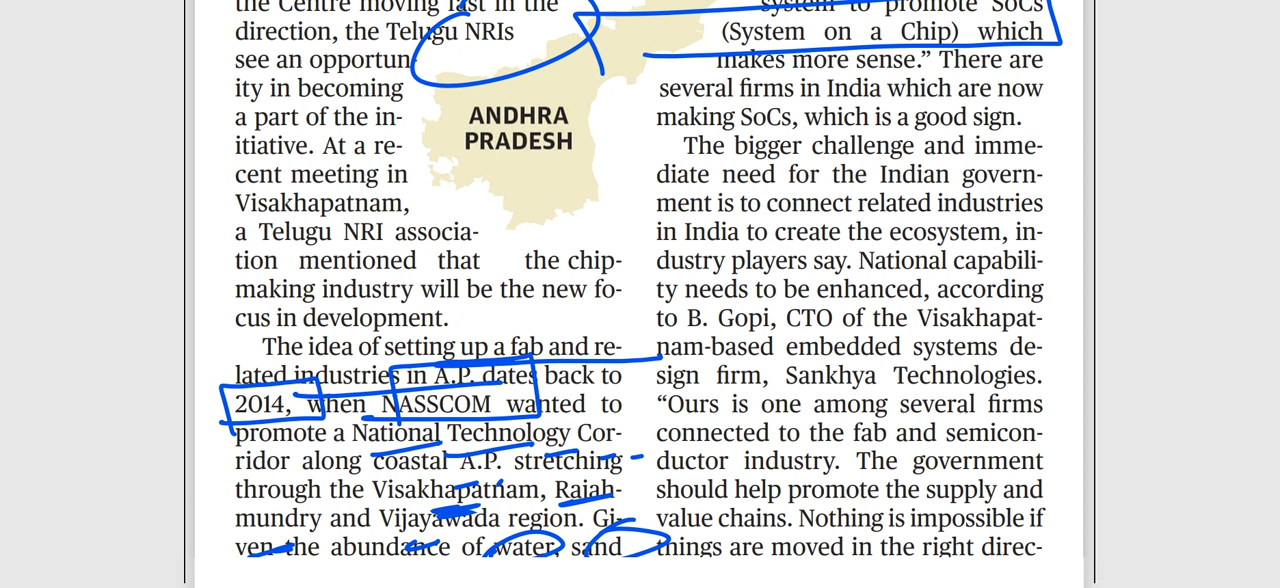 the Centre moving fast in the
direction, the Telugu NRIs
see an opportun
ity in becoming
a part of the in-
itiative. At a re-
cent meeting in
Visakhapatnam,
a Telugu NRI associa-
tion mentioned that the chip-
making industry will be the new fo-
cus in development.
The idea of setting up a fab and re-
lated industries in A.P. dates back to
2014, when NASSCOM wanted to
promote a National Technology Cor-
ridor along coastal A.P. stretching
through the Visakhapatnam, Rajah-
mundry and Vijayawada region. Gi-
ven the abundance of water, sand
ANDHRA
PRADESH
system to promote SoCs
(System on a Chip) which
makes more sense.” There are
several firms in India which are now
making SoCs, which is a good sign.
The bigger challenge and imme-
diate need for the Indian govern-
ment is to connect related industries
in India to create the ecosystem, in-
dustry players say. National capabili-
ty needs to be enhanced, according
to B. Gopi, CTO of the Visakhapat-
nam-based embedded systems de-
sign firm, Sankhya Technologies.
“Ours is one among several firms
connected to the fab and semicon-
ductor industry. The government
should help promote the supply and
value chains. Nothing is impossible if
things are moved in the right direc-